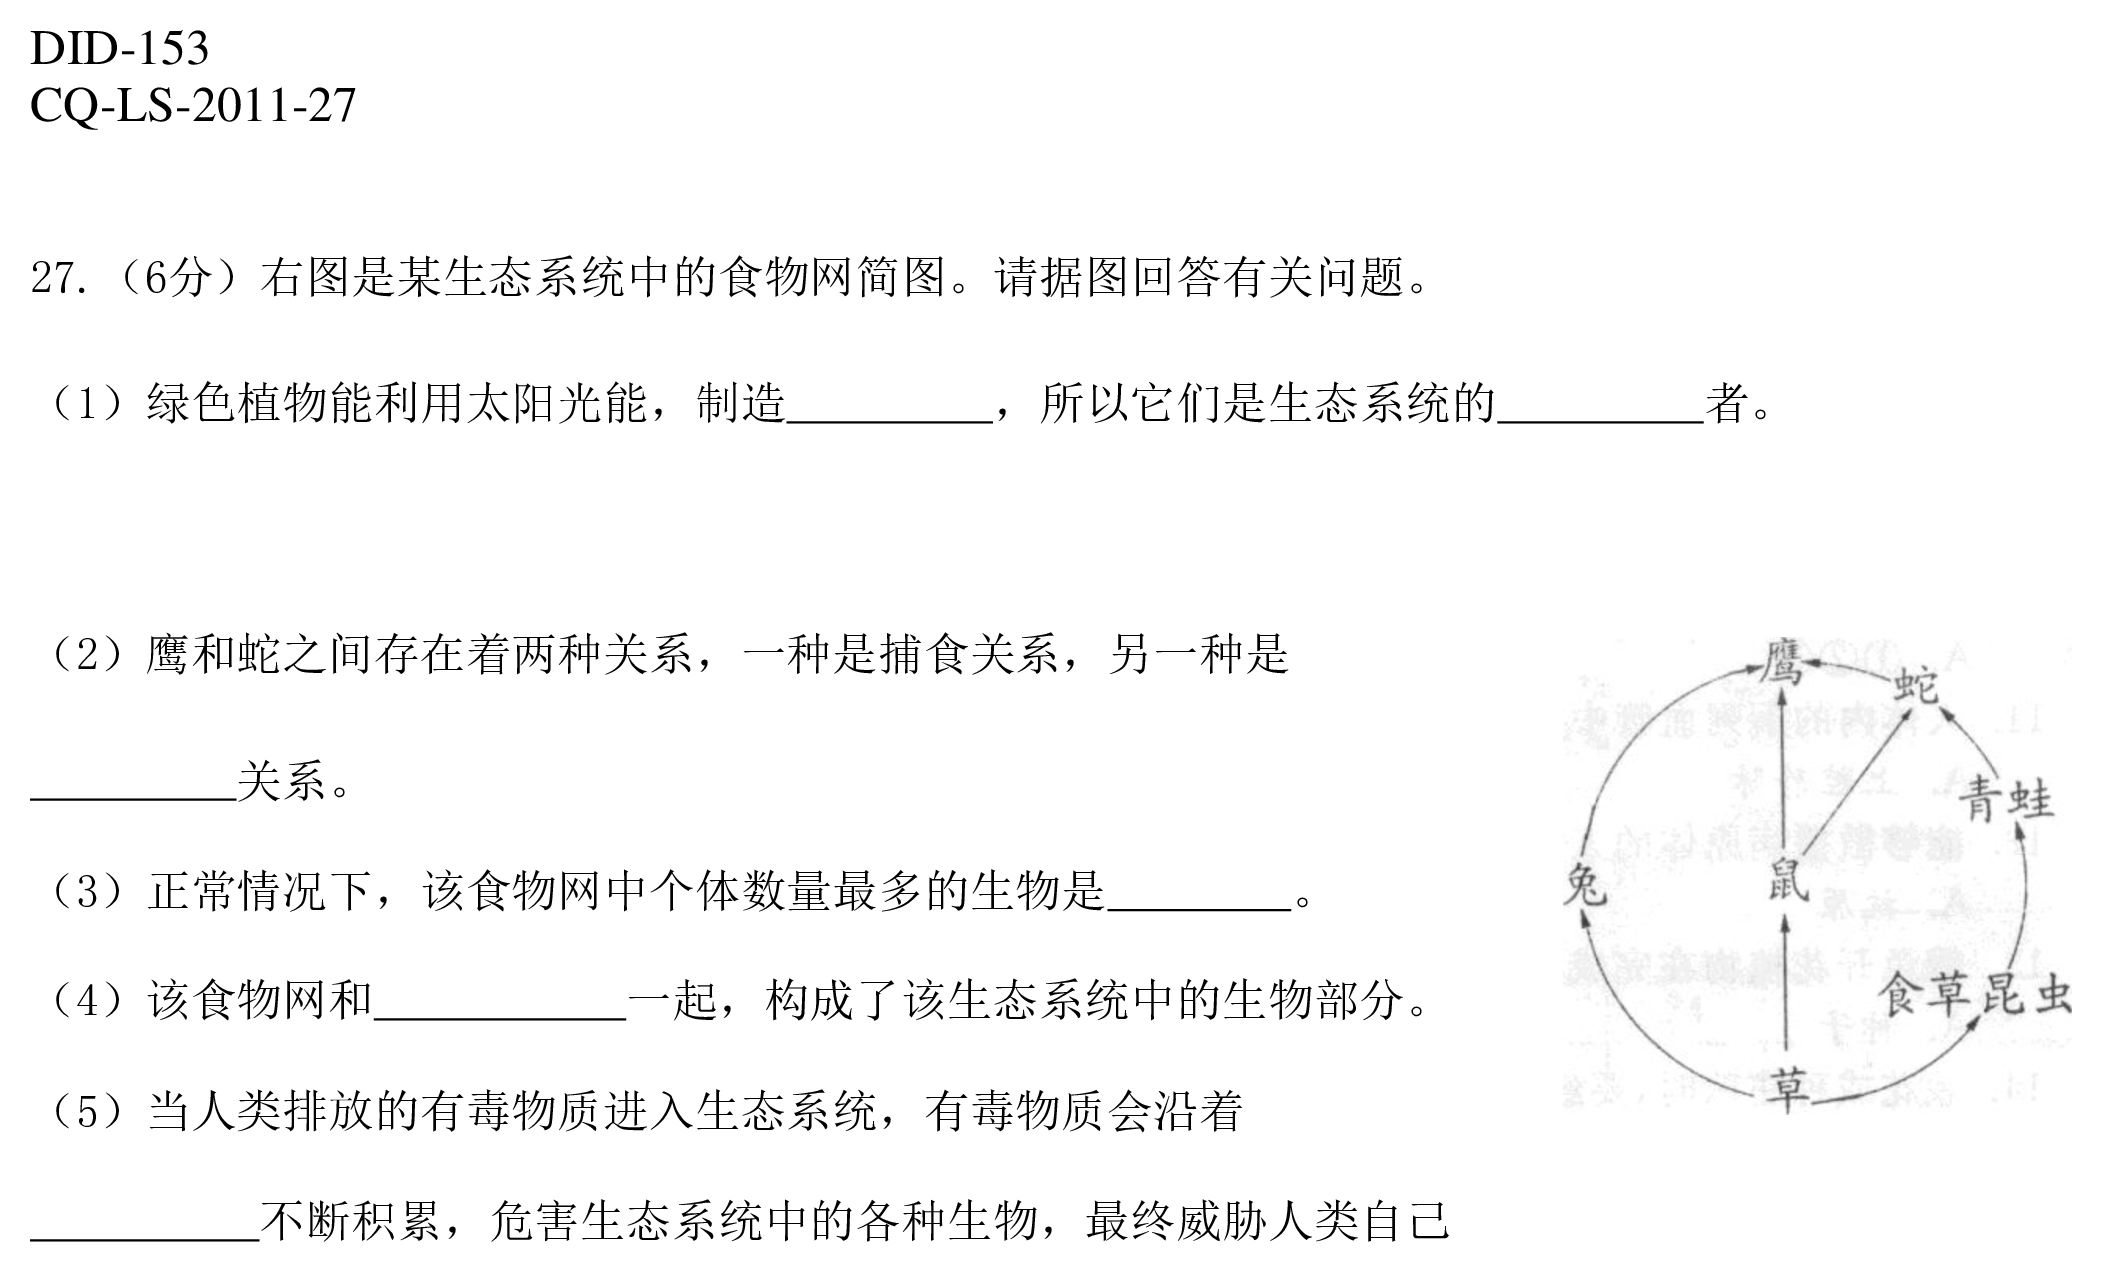 DID-153
CQ-LS-2011-27
27.（6分）右图是某生态系统中的食物网简图。请据图回答有关问题。
（1）绿色植物能利用太阳光能，制造_________，所以它们是生态系统的_________者。
（2）鹰和蛇之间存在着两种关系，一种是捕食关系，另一种是
_________关系。
（3）正常情况下，该食物网中个体数量最多的生物是________。
（4）该食物网和___________一起，构成了该生态系统中的生物部分。
（5）当人类排放的有毒物质进入生态系统，有毒物质会沿着
__________不断积累，危害生态系统中的各种生物，最终威胁人类自己
鹰
蛇
青蛙
兔
鼠
食草昆虫
草